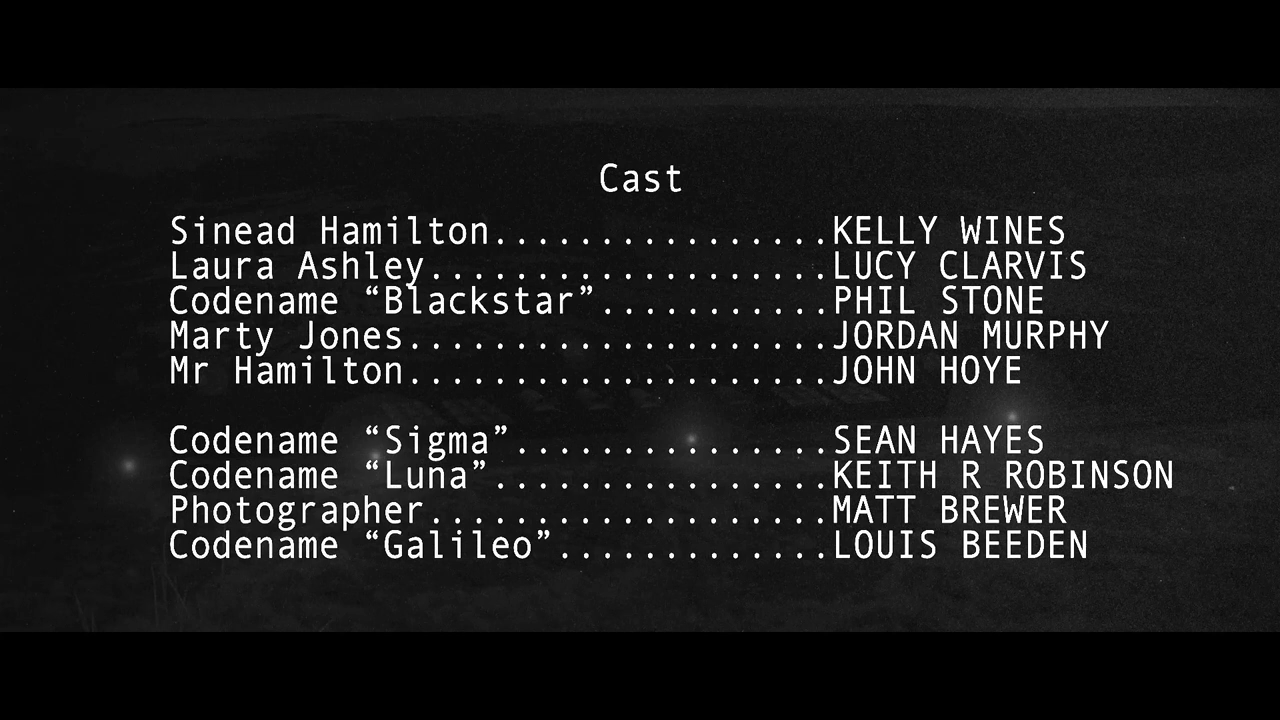 Cast
Sinead Hamilton................KELLY WINES
Laura Ashley...................LUCY CLARVIS
Codename “Blackstar”...........PHIL STONE
Marty Jones....................JORDAN MURPHY
Mr Hamilton....................JOHN HOYE
Codename “Sigma”...............SEAN HAYES
Codename “Luna”................KEITH R ROBINSON
Photographer...................MATT BREWER
Codename “Galileo”.............LOUIS BEEDEN